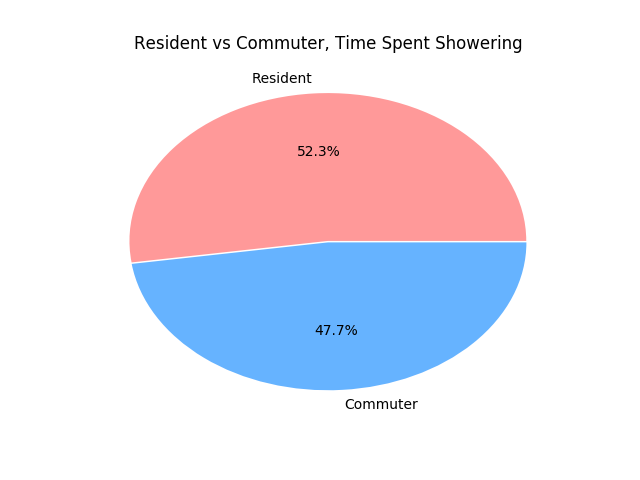 Resident vs Commuter, Time Spent Showering
Resident
52.3%
47.7%
Commuter